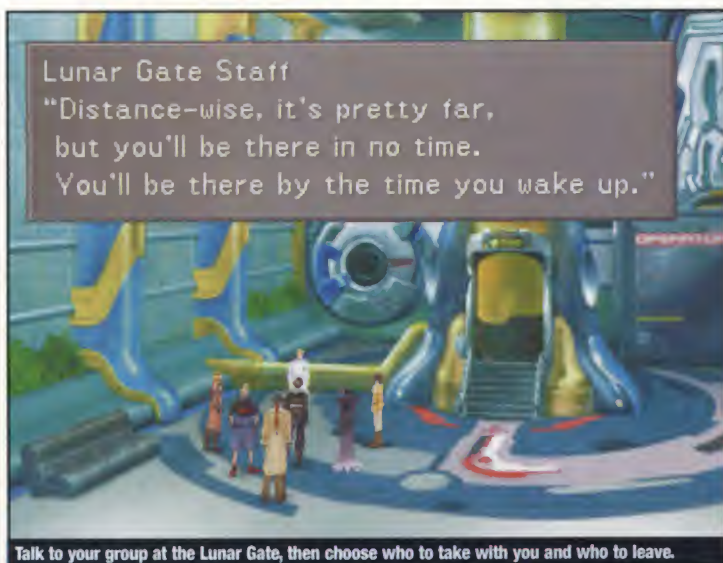 Lunar Gate Staff
“Distance-wise, it's pretty far,
but you'll be there in no time.
You'll be there by the time you wake up.”
Talk to your group at the Lunar Gate, then choose who to take with you and who to leave.